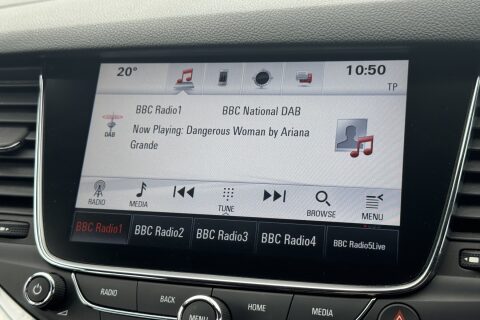 20° 10:50
TP
BBC Radio1 BBC National DAB
DAB
Now Playing: Dangerous Woman by Ariana
Grande
RADIO MEDIA TUNE BROWSE MENU
BBC Radio1 BBC Radio2 BBC Radio3 BBC Radio4 BBC Radio5Live
RADIO BACK HOME MEDIA
MENU